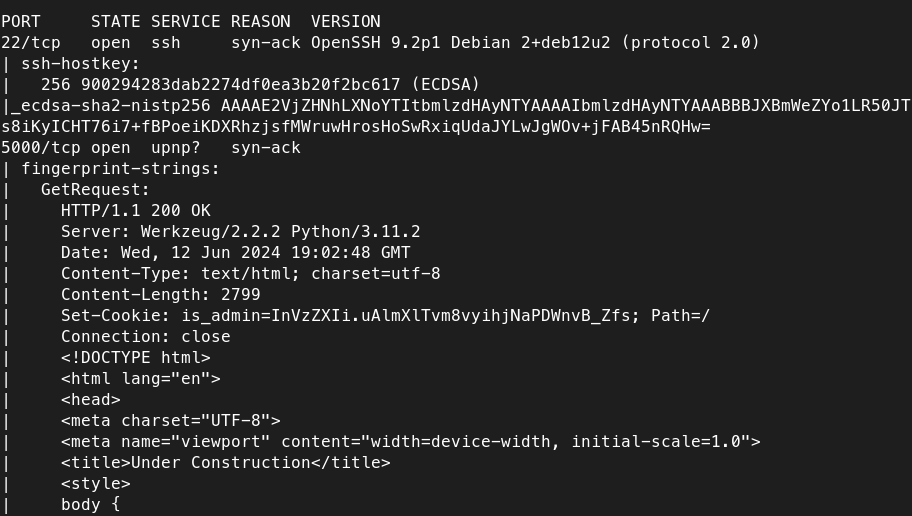 PORT     STATE SERVICE REASON  VERSION
22/tcp   open  ssh     syn-ack OpenSSH 9.2p1 Debian 2+deb12u2 (protocol 2.0)
| ssh-hostkey:
|   256 900294283dab2274df0ea3b20f2bc617 (ECDSA)
|_ecdsa-sha2-nistp256 AAAAE2VjZHNhLXNoYTItbmlzdHAyNTYAAAAIbmlzdHAyNTYAAABBBJXBmWeZYo1LR50JT
s8iKyICHT76i7+fBPoeiKDXRhzjsfMWruwHrosHoSwRxiqUdaJYLwJgWOv+jFAB45nRQHw=
5000/tcp open  upnp?   syn-ack
| fingerprint-strings:
|   GetRequest:
|     HTTP/1.1 200 OK
|     Server: Werkzeug/2.2.2 Python/3.11.2
|     Date: Wed, 12 Jun 2024 19:02:48 GMT
|     Content-Type: text/html; charset=utf-8
|     Content-Length: 2799
|     Set-Cookie: is_admin=InVzZXIi.uAlmXlTvm8vyihjNaPDWnvB_Zfs; Path=/
|     Connection: close
|     <!DOCTYPE html>
|     <html lang="en">
|     <head>
|     <meta charset="UTF-8">
|     <meta name="viewport" content="width=device-width, initial-scale=1.0">
|     <title>Under Construction</title>
|     <style>
|     body {